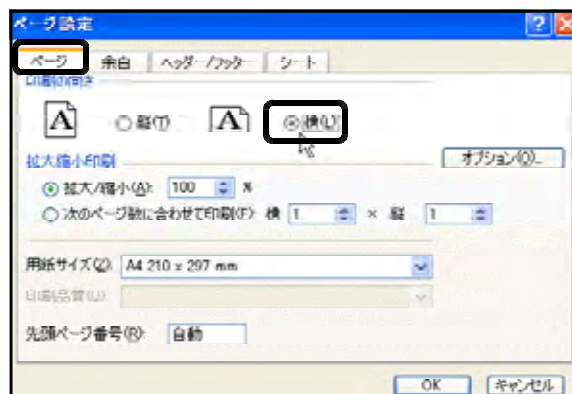 ページ設定
ページ 余白 ヘッダー/フッター シート
印刷の向き
A 縦(T) A 横(L)
拡大縮小印刷 オプション(O)...
拡大/縮小(A): 100 %
次のページ数に合わせて印刷(F): 横 1 × 縦 1
用紙サイズ(Z): A4 210 x 297 mm
印刷品質(Q):
先頭ページ番号(R): 自動
OK キャンセル